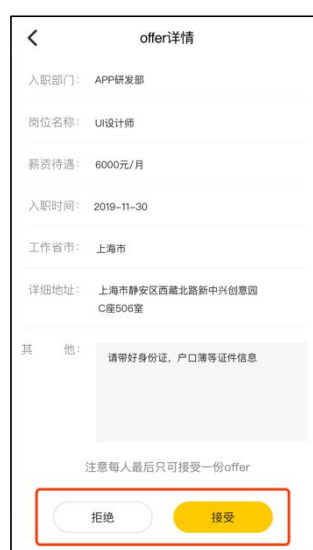 offer详情
入职部门： APP研发部
岗位名称： UI设计师
薪资待遇： 6000元/月
入职时间： 2019-11-30
工作省市： 上海市
详细地址： 上海市静安区西藏北路新中兴创意园
C座506室
其 他： 请带好身份证，户口簿等证件信息
注意每人最后只可接受一份offer
拒绝 接受